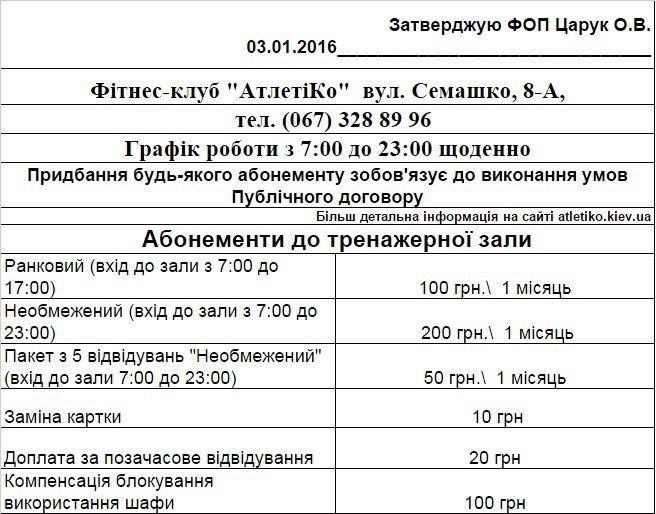 Затверджую ФОП Царук О.В.
03.01.2016_______________________________
Фітнес-клуб "АтлетіКо" вул. Семашко, 8-А,
тел. (067) 328 89 96
Графік роботи з 7:00 до 23:00 щоденно
Придбання будь-якого абонементу зобов'язує до виконання умов
Публічного договору
Більш детальна інформація на сайті atletiko.kiev.ua
Абонементи до тренажерної зали
Ранковий (вхід до зали з 7:00 до
17:00)
100 грн.\ 1 місяць
Необмежений (вхід до зали з 7:00 до
23:00)
200 грн.\ 1 місяць
Пакет з 5 відвідувань "Необмежений"
(вхід до зали 7:00 до 23:00)
50 грн.\ 1 місяць
Заміна картки
10 грн
Доплата за позачасове відвідування
20 грн
Компенсація блокування
використання шафи
100 грн